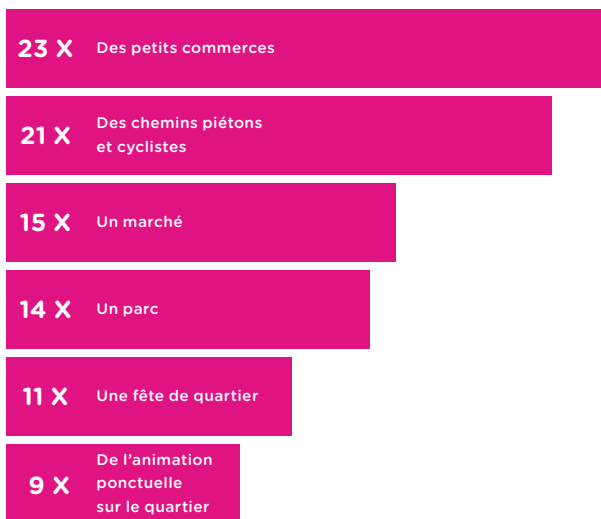 23 X Des petits commerces
21 X Des chemins piétons
et cyclistes
15 X Un marché
14 X Un parc
11 X Une fête de quartier
9 X De l'animation
ponctuelle
sur le quartier